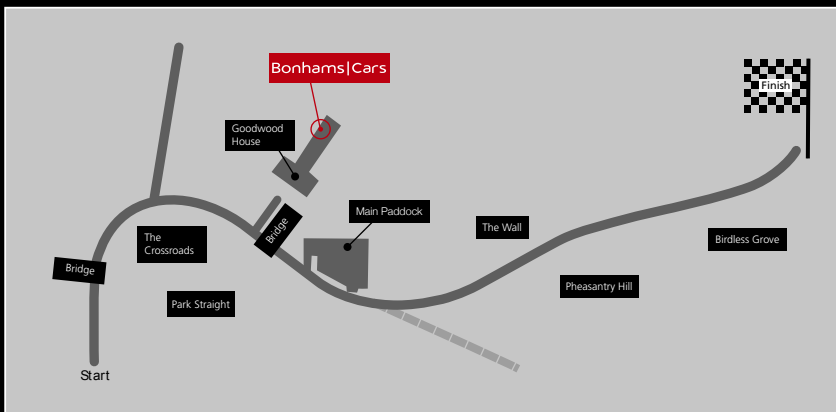 Bonhams|Cars
Finish
Goodwood
House
Main Paddock
The Wall
Bridge
The
Crossroads
Birdless Grove
Bridge
Pheasantry Hill
Park Straight
Start